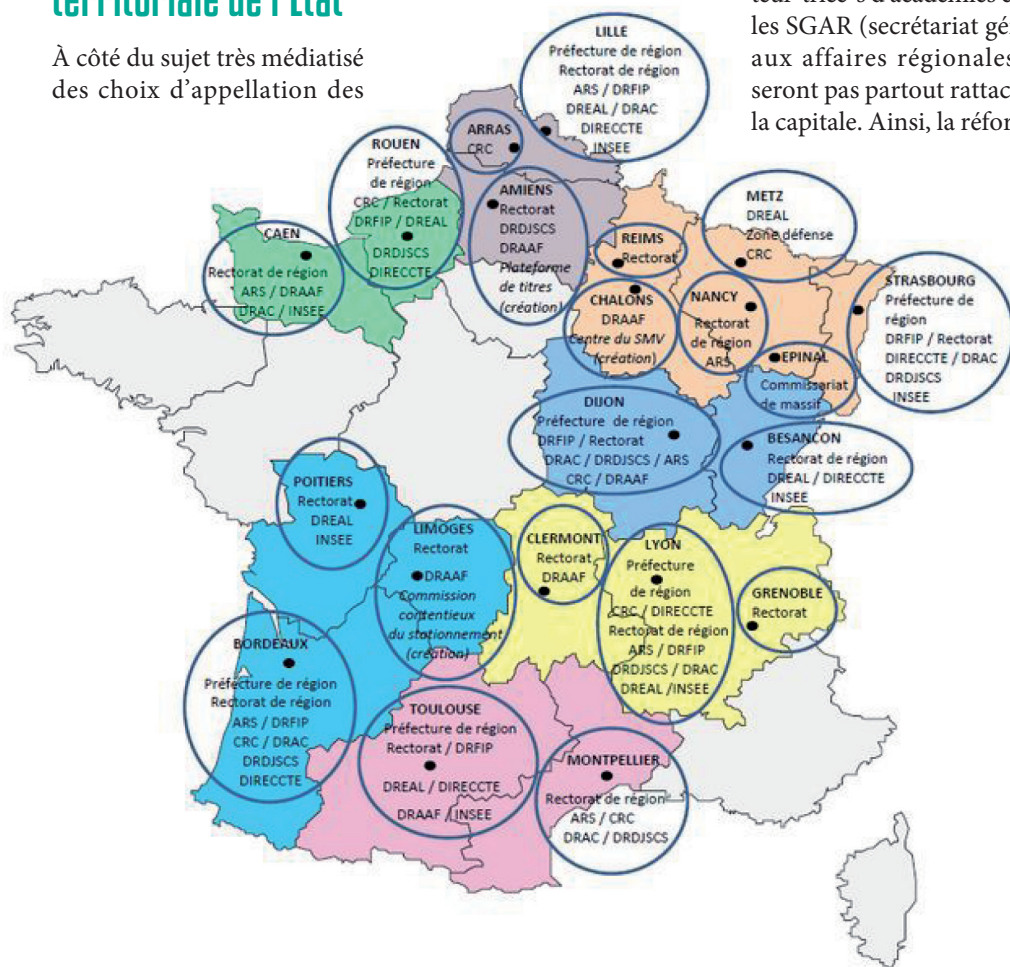 territoriale de l'État
À côté du sujet très médiatisé
des choix d'appellation des
les SGAR (secrétariat gé
aux affaires régionales
seront pas partout rattac
la capitale. Ainsi, la réfor
LILLE
Préfecture de région
Rectorat de région
ARS / DRFIP
DREAL / DRAC
DIRECCTE
INSEE
ARRAS
CRC
ROUEN
Préfecture
de région
CRC / Rectorat
DRFIP / DREAL
DRDJSCS
DIRECCTE
AMIENS
Rectorat
DRDJSCS
DRAAF
Plateforme
de titres
(création)
CAEN
Rectorat de région
ARS / DRAAF
DRAC / INSEE
REIMS
Rectorat
METZ
DREAL
Zone défense
CRC
CHALONS
DRAAF
Centre du SMV
(création)
NANCY
Rectorat
de région
ARS
STRASBOURG
Préfecture de
région
DRFIP / Rectorat
DIRECCTE / DRAC
DRDJSCS
INSEE
EPINAL
Commissariat
de massif
DIJON
Préfecture de région
DRFIP / Rectorat
DRAC / DRDJSCS / ARS
CRC / DRAAF
BESANCON
Rectorat de région
DREAL / DIRECCTE
INSEE
POITIERS
Rectorat
DREAL
INSEE
LIMOGES
Rectorat
DRAAF
Commission
contentieux
du stationnement
(création)
CLERMONT
Rectorat
DRAAF
LYON
Préfecture
de région
CRC / DIRECCTE
Rectorat de région
ARS / DRFIP
DRDJSCS / DRAC
DREAL /INSEE
GRENOBLE
Rectorat
BORDEAUX
Préfecture de région
Rectorat de région
ARS / DRFIP
CRC / DRAC
DRDJSCS
DIRECCTE
TOULOUSE
Préfecture de région
Rectorat / DRFIP
DREAL / DIRECCTE
DRAAF / INSEE
MONTPELLIER
Rectorat de région
ARS / CRC
DRAC / DRDJSCS